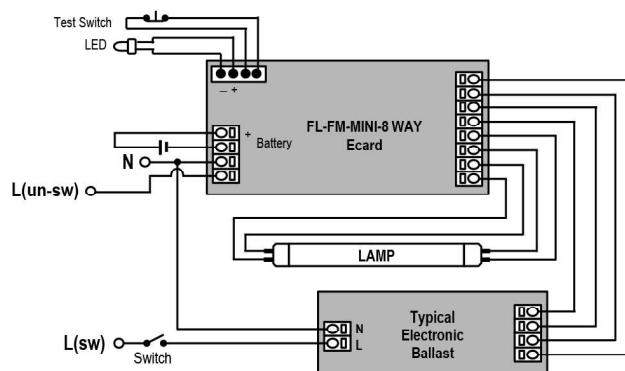 Test Switch
LED
— +
FL-FM-MINI-8 WAY
Ecard
+
Battery
N
L(un-sw)
LAMP
Typical
Electronic
Ballast
N
L
L(sw)
Switch